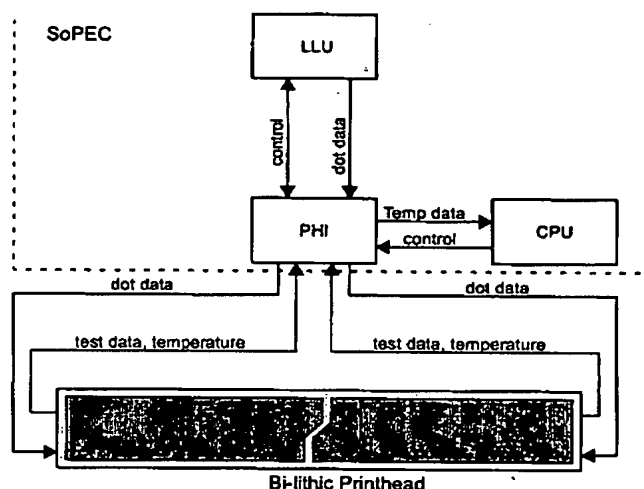 SoPEC
LLU
control
dot data
PHI
Temp data
control
CPU
dot data
dot data
test data, temperature
test data, temperature
Bi-lithic Printhead